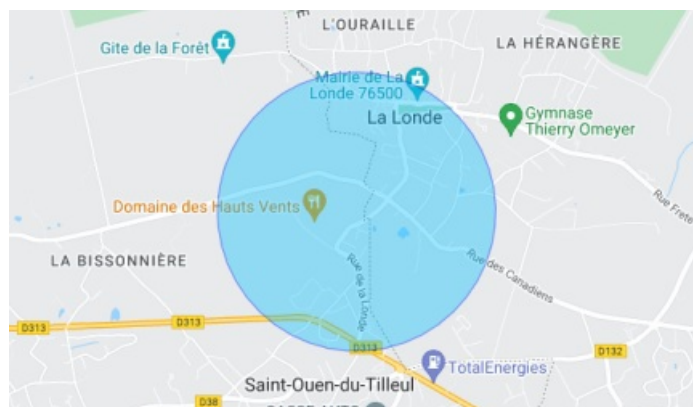 L'OURAILLE
Gite de la Forêt
LA HÉRANGÈRE
Mairie de La
Londe 76500
La Londe
Gymnase
Thierry Omeyer
Domaine des Hauts Vents
Rue Frete
LA BISSONNIÈRE
Rue des Canadiens
Rue de la Londe
D313
D313
D313
D132
TotalEnergies
Saint-Ouen-du-Tilleul
D38
CASSE AUTO